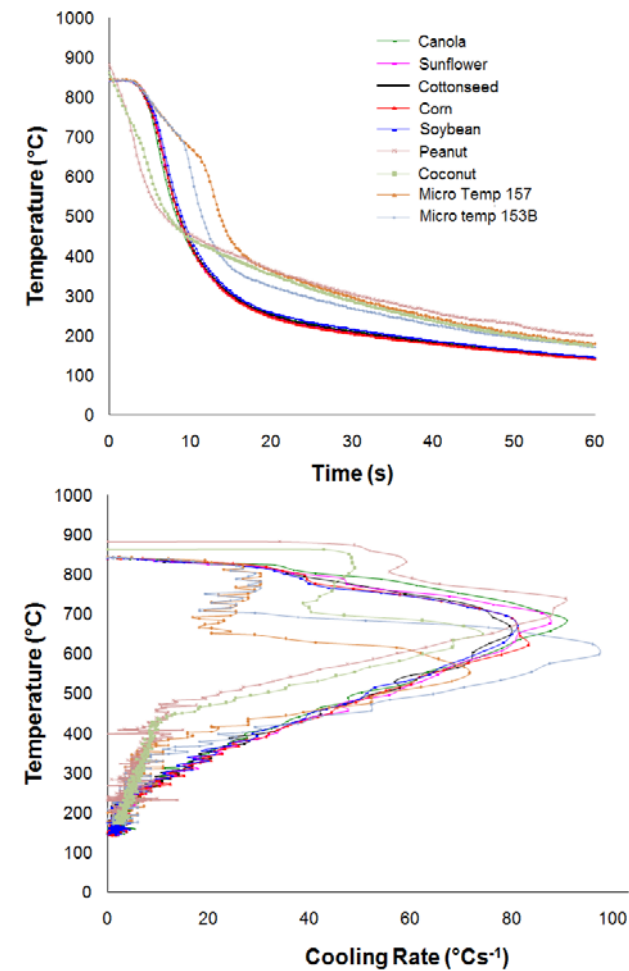 1000
900
800
700
600
500
400
300
200
100
0
Temperature (°C)
0 10 20 30 40 50 60
Time (s)
Canola
Sunflower
Cottonseed
Corn
Soybean
Peanut
Coconut
Micro Temp 157
Micro temp 153B
1000
900
800
700
600
500
400
300
200
100
0
Temperature (°C)
0 20 40 60 80 100
Cooling Rate (°Cs⁻¹)